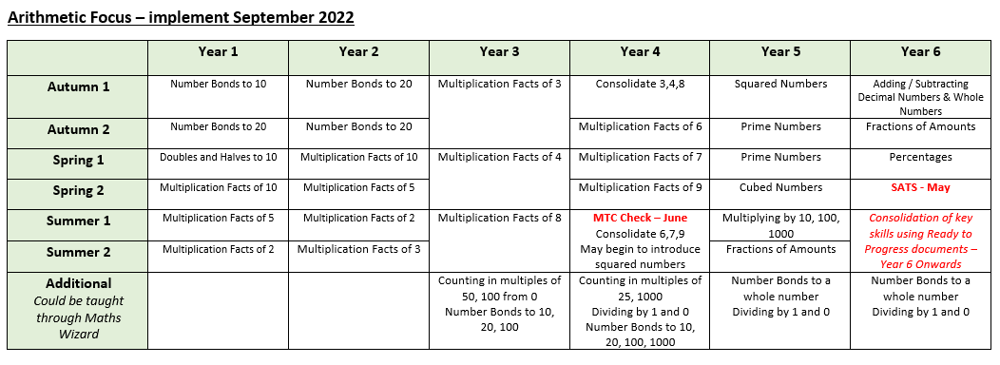 Arithmetic Focus – implement September 2022
Year 1 Year 2 Year 3 Year 4 Year 5 Year 6
Autumn 1 Number Bonds to 10 Number Bonds to 20 Multiplication Facts of 3 Consolidate 3,4,8 Squared Numbers Adding / Subtracting
Decimal Numbers & Whole
Numbers
Autumn 2 Number Bonds to 20 Number Bonds to 20 Multiplication Facts of 6 Prime Numbers Fractions of Amounts
Spring 1 Doubles and Halves to 10 Multiplication Facts of 10 Multiplication Facts of 4 Multiplication Facts of 7 Prime Numbers Percentages
Spring 2 Multiplication Facts of 10 Multiplication Facts of 5 Multiplication Facts of 9 Cubed Numbers SATS - May
Summer 1 Multiplication Facts of 5 Multiplication Facts of 2 Multiplication Facts of 8 MTC Check – June Multiplying by 10, 100, Consolidation of key
Consolidate 6,7,9 1000 skills using Ready to
Summer 2 Multiplication Facts of 2 Multiplication Facts of 3 May begin to introduce Fractions of Amounts Progress documents –
squared numbers Year 6 Onwards
Additional Counting in multiples of Counting in multiples of Number Bonds to a Number Bonds to a
Could be taught 50, 100 from 0 25, 1000 whole number whole number
through Maths Number Bonds to 10, Dividing by 1 and 0 Dividing by 1 and 0 Dividing by 1 and 0
Wizard 20, 100 Number Bonds to 10,
20, 100, 1000